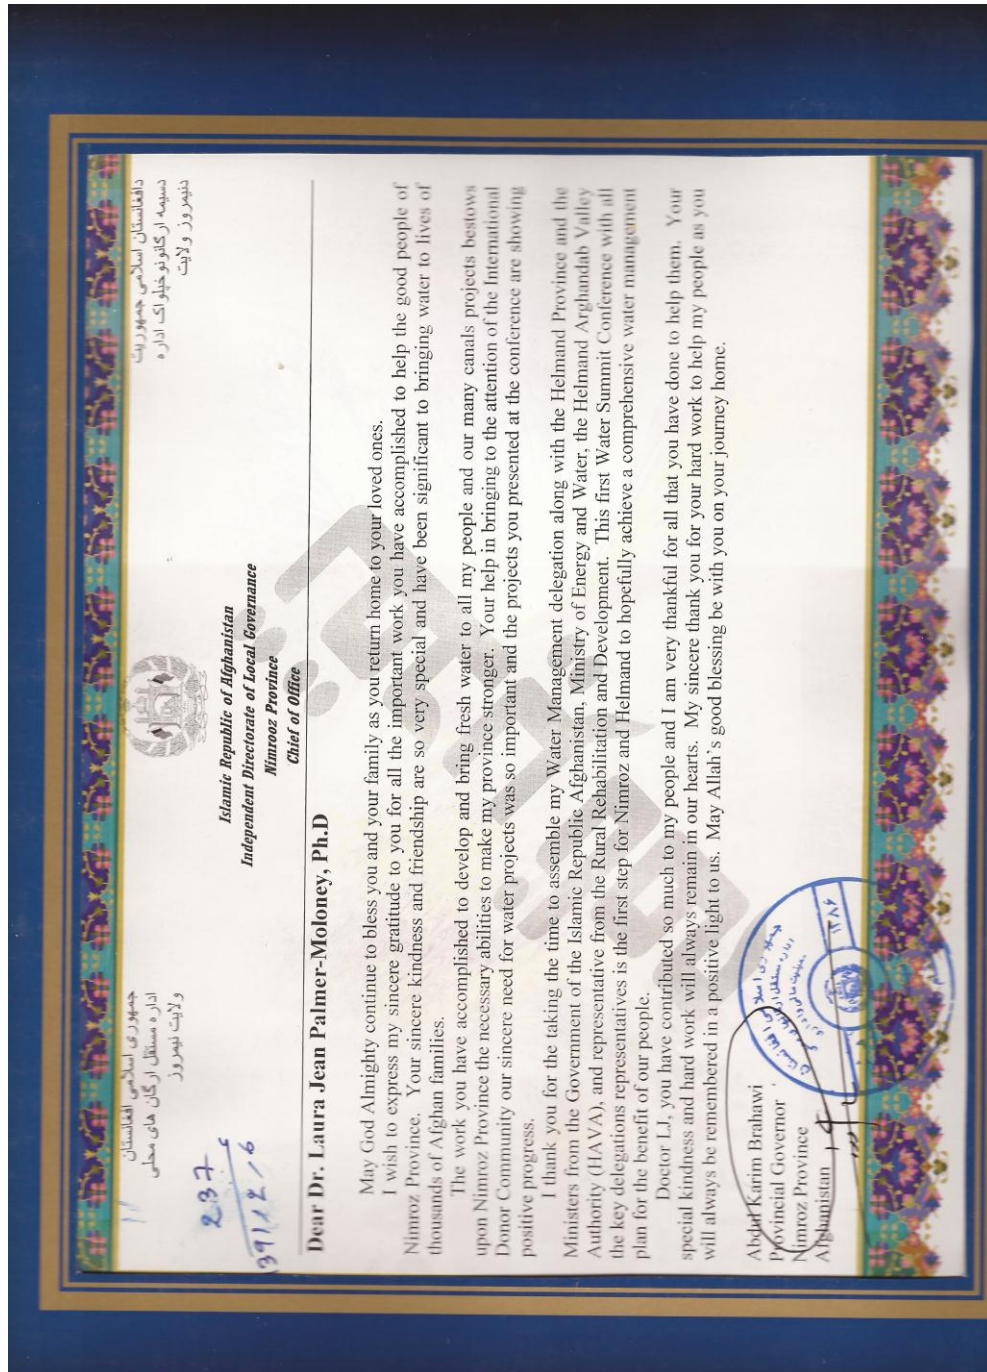 جمهوری اسلامی افغانستان
اداره مستقل ارگان های محلی
ولایت نیمروز
دافغانستان اسلامی جمهوریت
دسیمه ارگانونو خپلواک اداره
دنیمروز ولایت
237
Islamic Republic of Afghanistan
Independent Directorate of Local Governance
Nimrooz Province
Chief of Office
Dear Dr. Laura Jean Palmer-Moloney, Ph.D
May God Almighty continue to bless you and your family as you return home to your loved ones.
I wish to express my sincere gratitude to you for all the important work you have accomplished to help the good people of
Nimroz Province. Your sincere kindness and friendship are so very special and have been significant to bringing water to lives of
thousands of Afghan families.
The work you have accomplished to develop and bring fresh water to all my people and our many canals projects bestows
upon Nimroz Province the necessary abilities to make my province stronger. Your help in bringing to the attention of the International
Donor Community our sincere need for water projects was so important and the projects you presented at the conference are showing
positive progress.
I thank you for the taking the time to assemble my Water Management delegation along with the Helmand Province and the
Ministers from the Government of the Islamic Republic Afghanistan, Ministry of Energy and Water, the Helmand Arghandab Valley
Authority (HAVA), and representative from the Rural Rehabilitation and Development. This first Water Summit Conference with all
the key delegations representatives is the first step for Nimroz and Helmand to hopefully achieve a comprehensive water management
plan for the benefit of our people.
Doctor LJ, you have contributed so much to my people and I am very thankful for all that you have done to help them. Your
special kindness and hard work will always remain in our hearts. My sincere thank you for your hard work to help my people as you
will always be remembered in a positive light to us. May Allah's good blessing be with you on your journey home.
Abdul Karim Brahawi
Provincial Governor
Nimroz Province
Afghanistan
جمهوری اسلامی افغانستان
۱۳۸۶